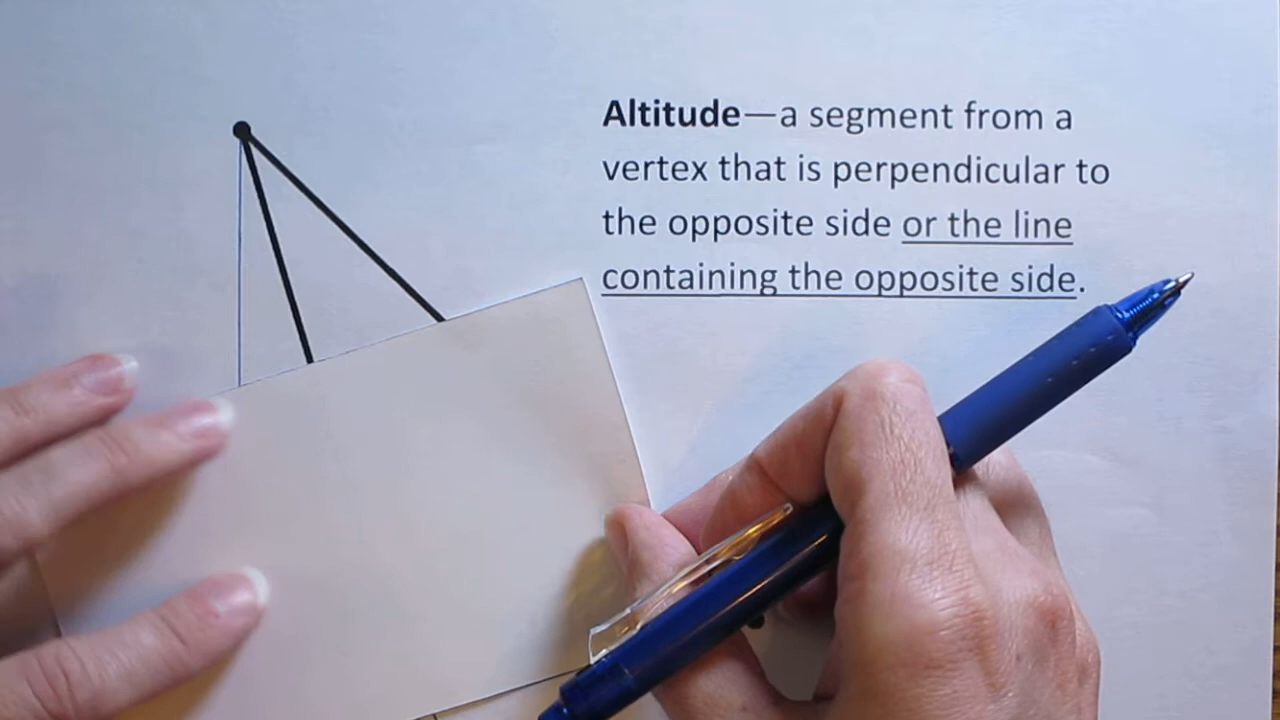 Altitude—a segment from a
vertex that is perpendicular to
the opposite side or the line
containing the opposite side.